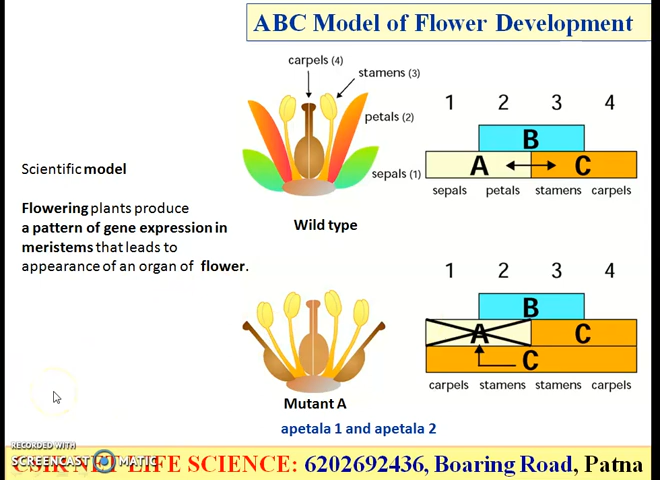 ABC Model of Flower Development
carpels (4)
stamens (3)
petals (2)
sepals (1)
1 2 3 4
B
A C
sepals petals stamens carpels
Wild type
Scientific model
Flowering plants produce
a pattern of gene expression in
meristems that leads to
appearance of an organ of flower.
1 2 3 4
B
A C
C
carpels stamens stamens carpels
Mutant A
apetala 1 and apetala 2
RECORDED WITH
SCREENCAST MATIC
LIFE SCIENCE: 6202692436, Boaring Road, Patna